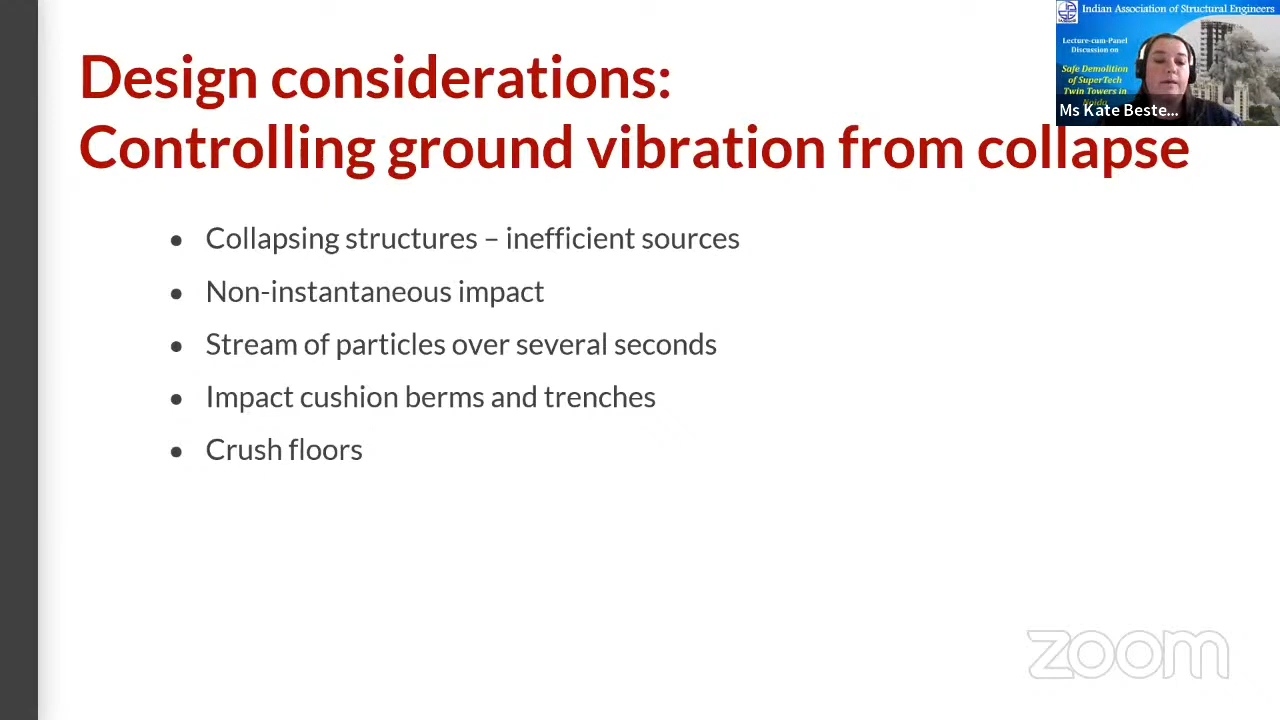 Design considerations:
Controlling ground vibration from collapse
• Collapsing structures – inefficient sources
• Non-instantaneous impact
• Stream of particles over several seconds
• Impact cushion berms and trenches
• Crush floors
Indian Association of Structural Engineers
Lecture-cum-Panel
Discussion on
Safe Demolition
of SuperTech
Twin Towers in
Noida
Ms Kate Beste...
zoom